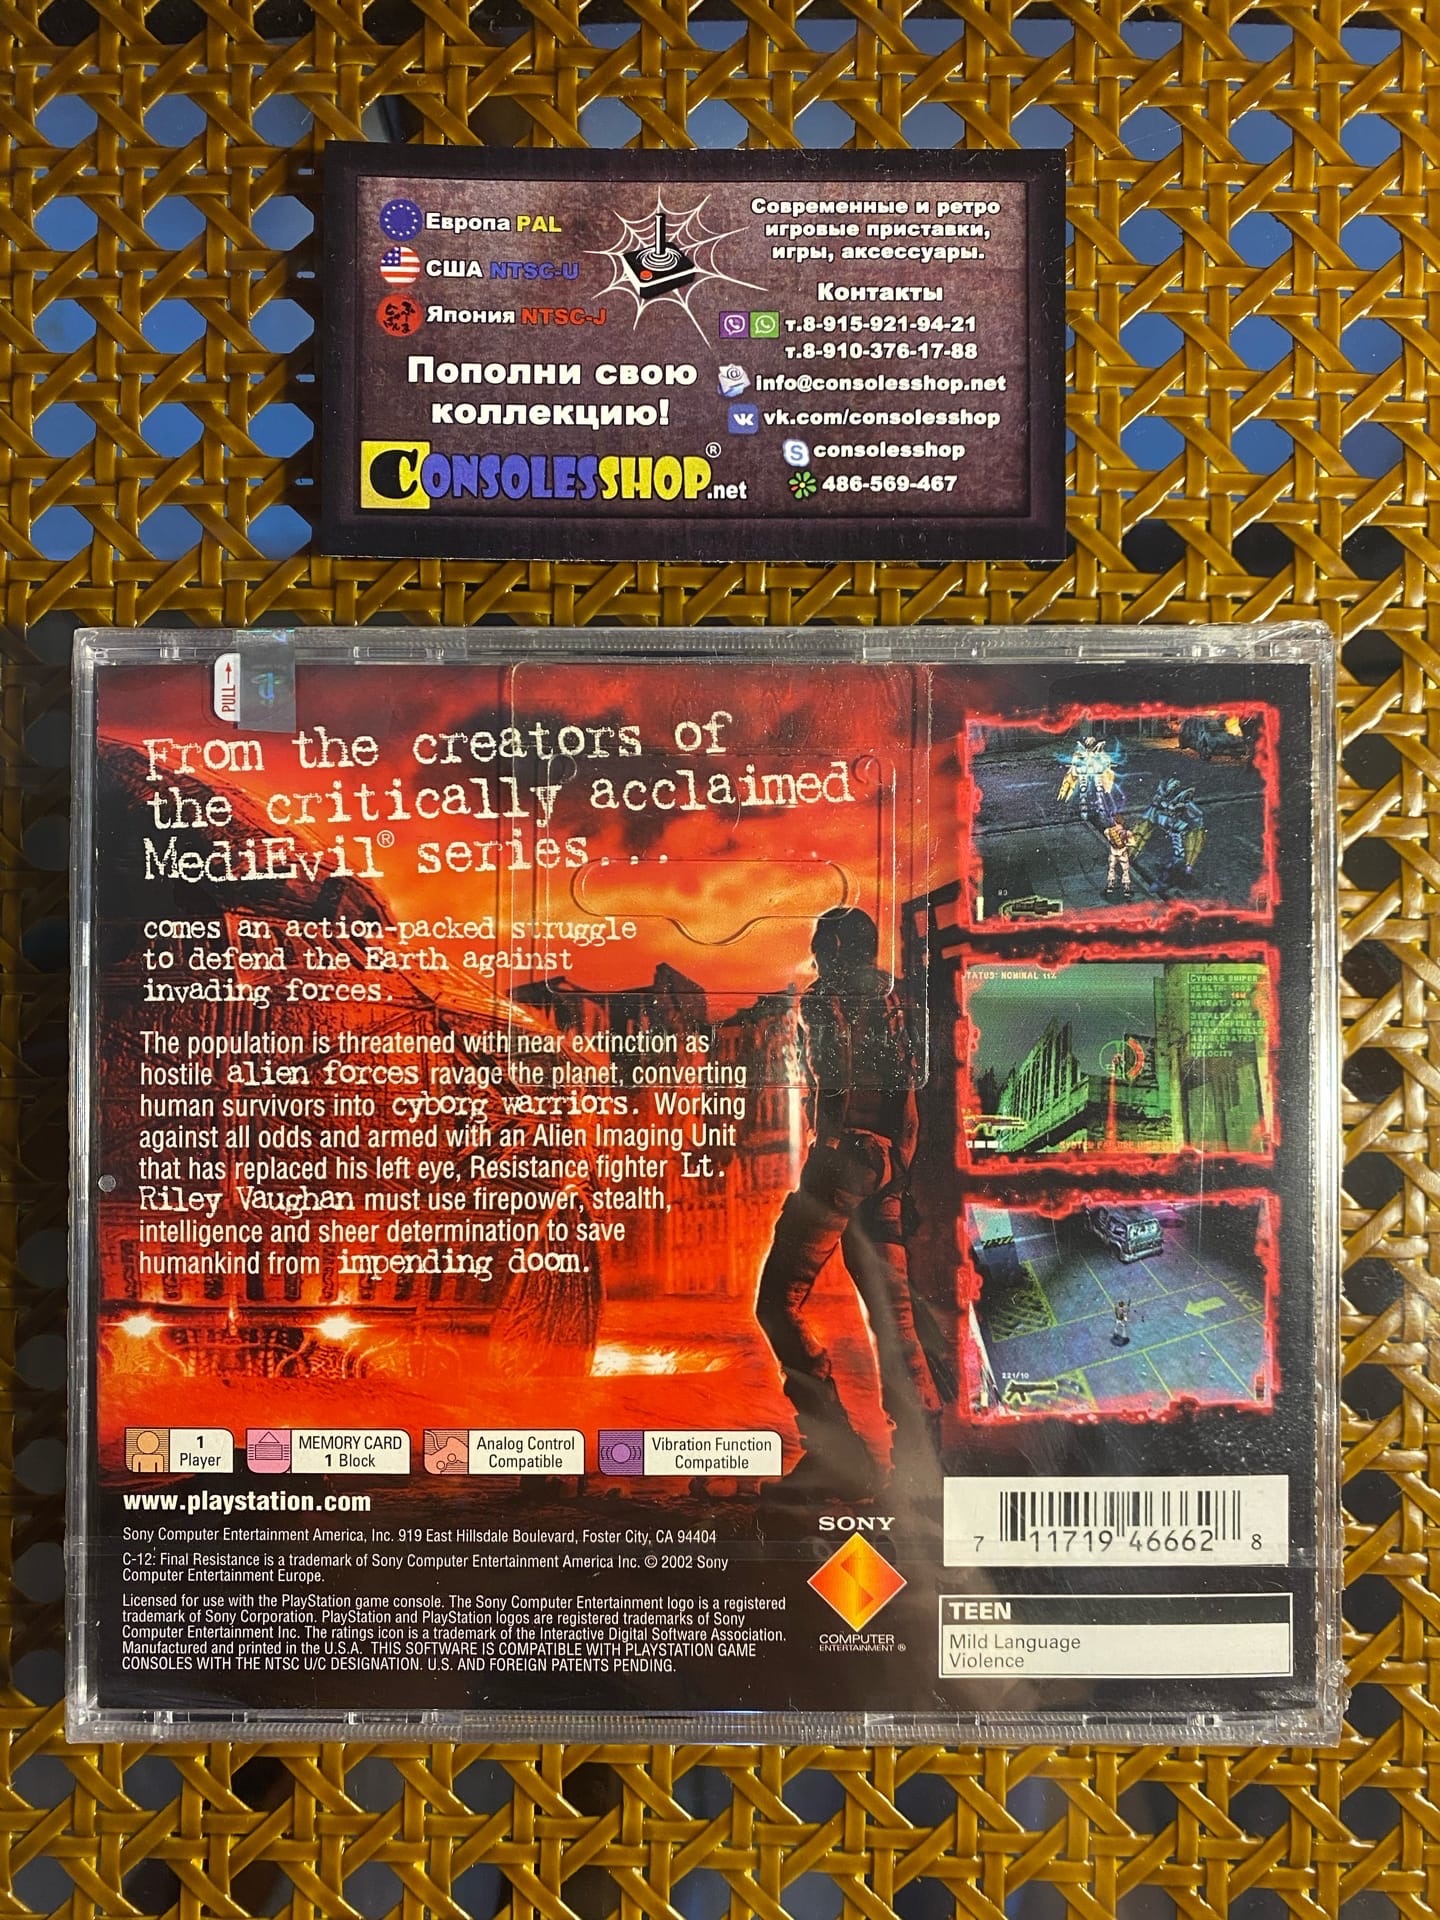 Европа PAL
США NTSC-U
Япония NTSC-J
Пополни свою
коллекцию!
CONSOLESSHOP.net®
Современные и ретро
игровые приставки,
игры, аксессуары.
Контакты
т.8-915-921-94-21
т.8-910-376-17-88
info@consolesshop.net
vk.com/consolesshop
consolesshop
486-569-467
PULL→
From the creators of
the critically acclaimed
MediEvil® series...
comes an action-packed struggle
to defend the Earth against
invading forces.
The population is threatened with near extinction as
hostile alien forces ravage the planet, converting
human survivors into cyborg warriors. Working
against all odds and armed with an Alien Imaging Unit
that has replaced his left eye, Resistance fighter Lt.
Riley Vaughan must use firepower, stealth,
intelligence and sheer determination to save
humankind from impending doom.
STATUS: NOMINAL 11%
CYBORG SNIPER
221/10
1
Player
MEMORY CARD
1 Block
Analog Control
Compatible
Vibration Function
Compatible
www.playstation.com
Sony Computer Entertainment America, Inc. 919 East Hillsdale Boulevard, Foster City, CA 94404
C-12: Final Resistance is a trademark of Sony Computer Entertainment America Inc. © 2002 Sony
Computer Entertainment Europe.
Licensed for use with the PlayStation game console. The Sony Computer Entertainment logo is a registered
trademark of Sony Corporation. PlayStation and PlayStation logos are registered trademarks of Sony
Computer Entertainment Inc. The ratings icon is a trademark of the Interactive Digital Software Association.
Manufactured and printed in the U.S.A. THIS SOFTWARE IS COMPATIBLE WITH PLAYSTATION GAME
CONSOLES WITH THE NTSC U/C DESIGNATION. U.S. AND FOREIGN PATENTS PENDING.
SONY
COMPUTER
ENTERTAINMENT ®
7 11719 46662 8
TEEN
Mild Language
Violence